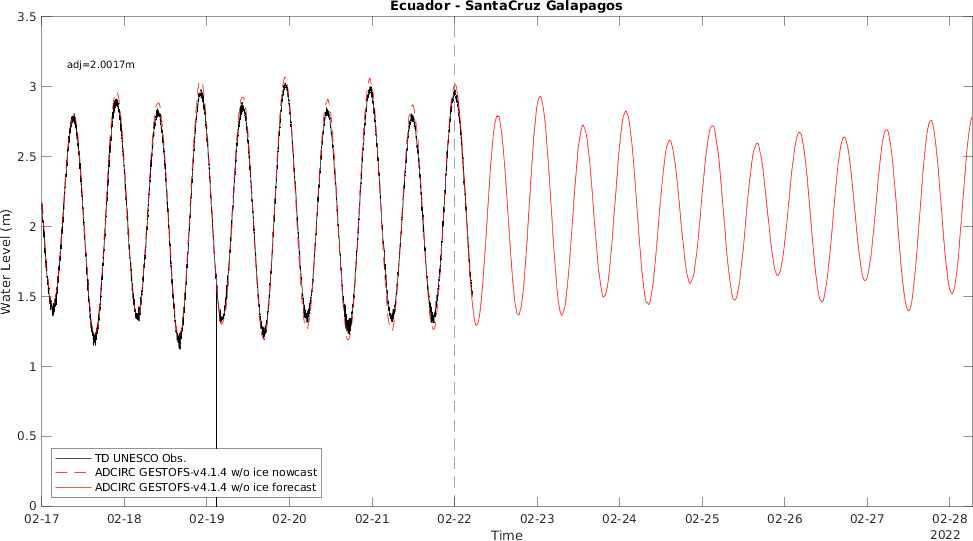 Ecuador - SantaCruz Galapagos
adj=2.0017m
Water Level (m)
3.5
3
2.5
2
1.5
1
0.5
0
TD UNESCO Obs.
ADCIRC GESTOFS-v4.1.4 w/o ice nowcast
ADCIRC GESTOFS-v4.1.4 w/o ice forecast
02-17 02-18 02-19 02-20 02-21 02-22 02-23 02-24 02-25 02-26 02-27 02-28
2022
Time